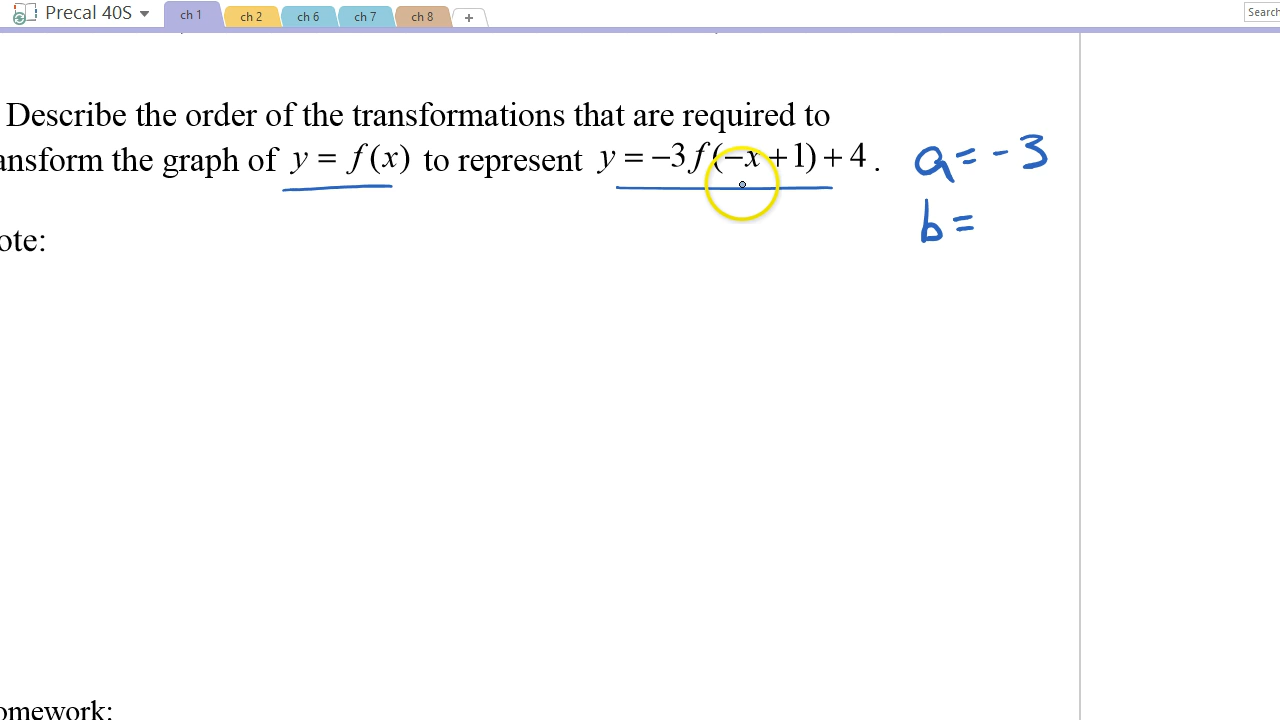 Precal 40S ch 1 ch 2 ch 6 ch 7 ch 8 +
Search
Describe the order of the transformations that are required to
ansform the graph of y = f(x) to represent y = −3f(−x+1)+4 .
a = -3
b =
ote:
omework: